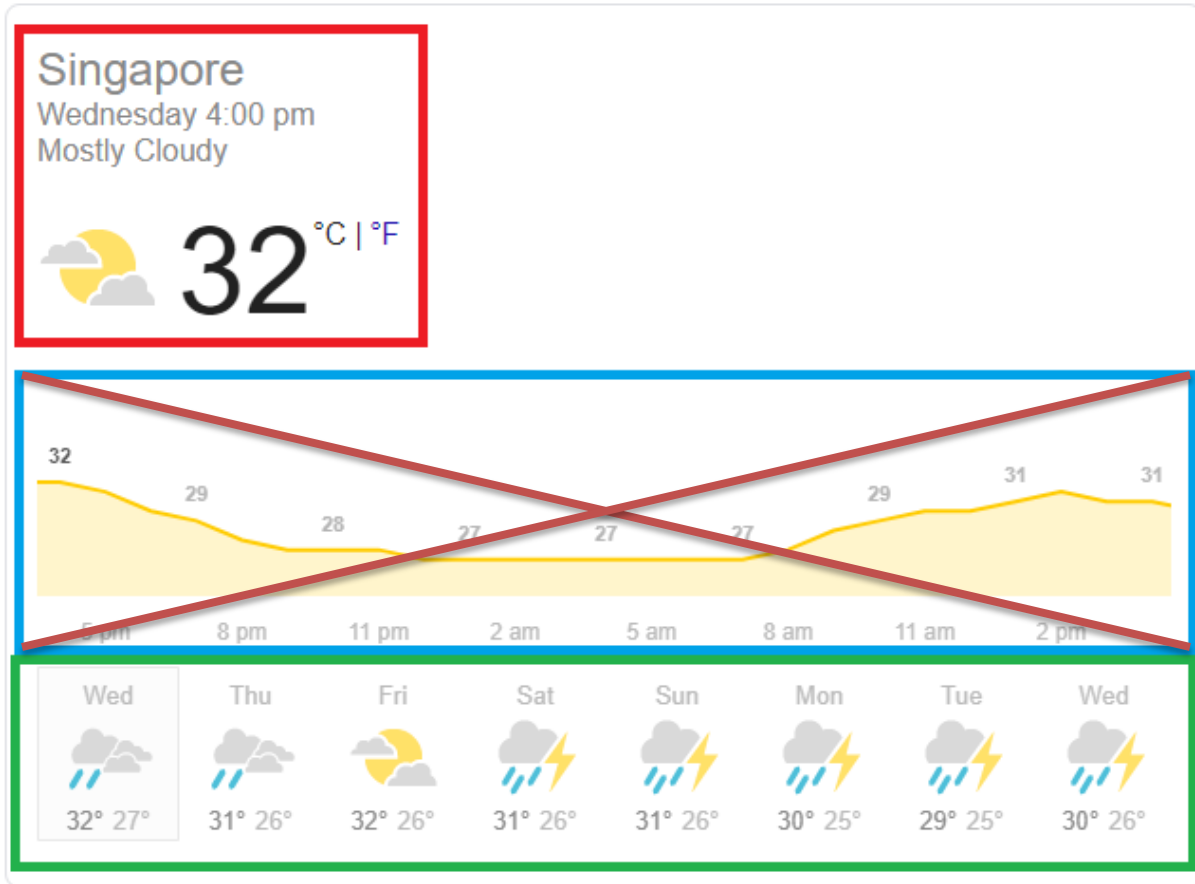 Singapore
Wednesday 4:00 pm
Mostly Cloudy
32 °C | °F
32 29 28 27 27 27 29 31 31
5 pm 8 pm 11 pm 2 am 5 am 8 am 11 am 2 pm
Wed Thu Fri Sat Sun Mon Tue Wed
32° 27° 31° 26° 32° 26° 31° 26° 31° 26° 30° 25° 29° 25° 30° 26°